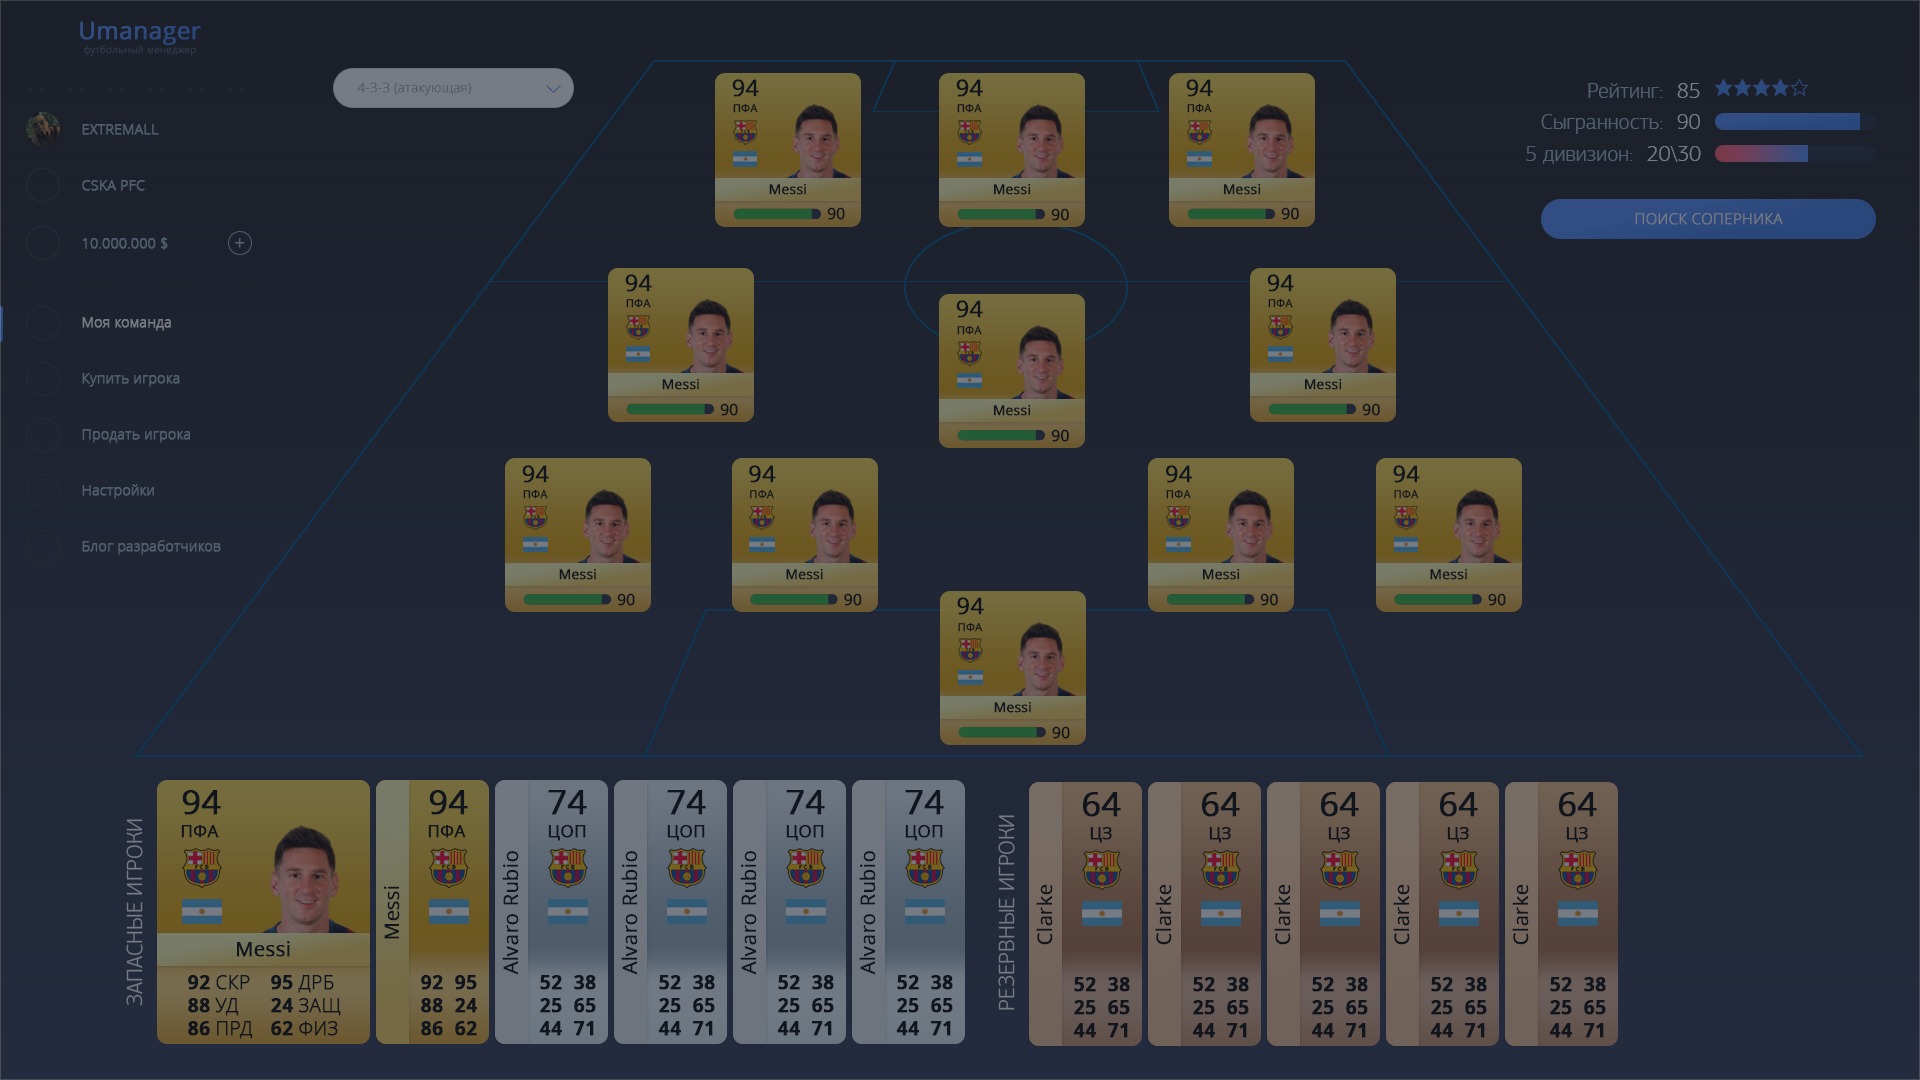 Umanager
футбольный менеджер
EXTREMALL
CSKA PFC
10.000.000 $
Моя команда
Купить игрока
Продать игрока
Настройки
Блог разработчиков
4-3-3 (атакующая)
Рейтинг: 85
Сыгранность: 90
5 дивизион: 20\30
ПОИСК СОПЕРНИКА
94
ПФА
Messi
90
94
ПФА
Messi
90
94
ПФА
Messi
90
94
ПФА
Messi
90
94
ПФА
Messi
90
94
ПФА
Messi
90
94
ПФА
Messi
90
94
ПФА
Messi
90
94
ПФА
Messi
90
94
ПФА
Messi
90
94
ПФА
Messi
90
ЗАПАСНЫЕ ИГРОКИ
94
ПФА
Messi
92 СКР 95 ДРБ
88 УД 24 ЗАЩ
86 ПРД 62 ФИЗ
Messi
94
ПФА
92 95
88 24
86 62
Alvaro Rubio
74
ЦОП
52 38
25 65
44 71
Alvaro Rubio
74
ЦОП
52 38
25 65
44 71
Alvaro Rubio
74
ЦОП
52 38
25 65
44 71
Alvaro Rubio
74
ЦОП
52 38
25 65
44 71
РЕЗЕРВНЫЕ ИГРОКИ
Clarke
64
ЦЗ
52 38
25 65
44 71
Clarke
64
ЦЗ
52 38
25 65
44 71
Clarke
64
ЦЗ
52 38
25 65
44 71
Clarke
64
ЦЗ
52 38
25 65
44 71
Clarke
64
ЦЗ
52 38
25 65
44 71